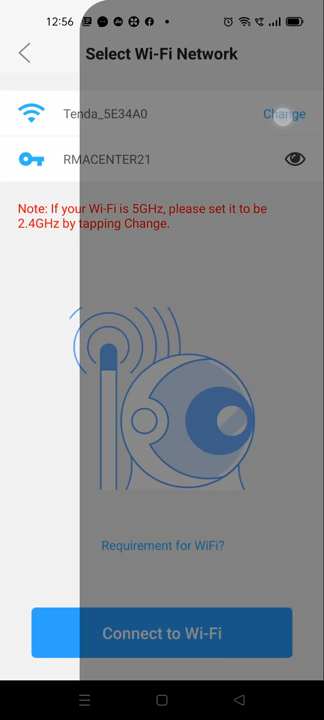 12:56
Select Wi-Fi Network
Tenda_5E34A0 Change
RMACENTER21
Note: If your Wi-Fi is 5GHz, please set it to be
2.4GHz by tapping Change.
Requirement for WiFi?
Connect to Wi-Fi